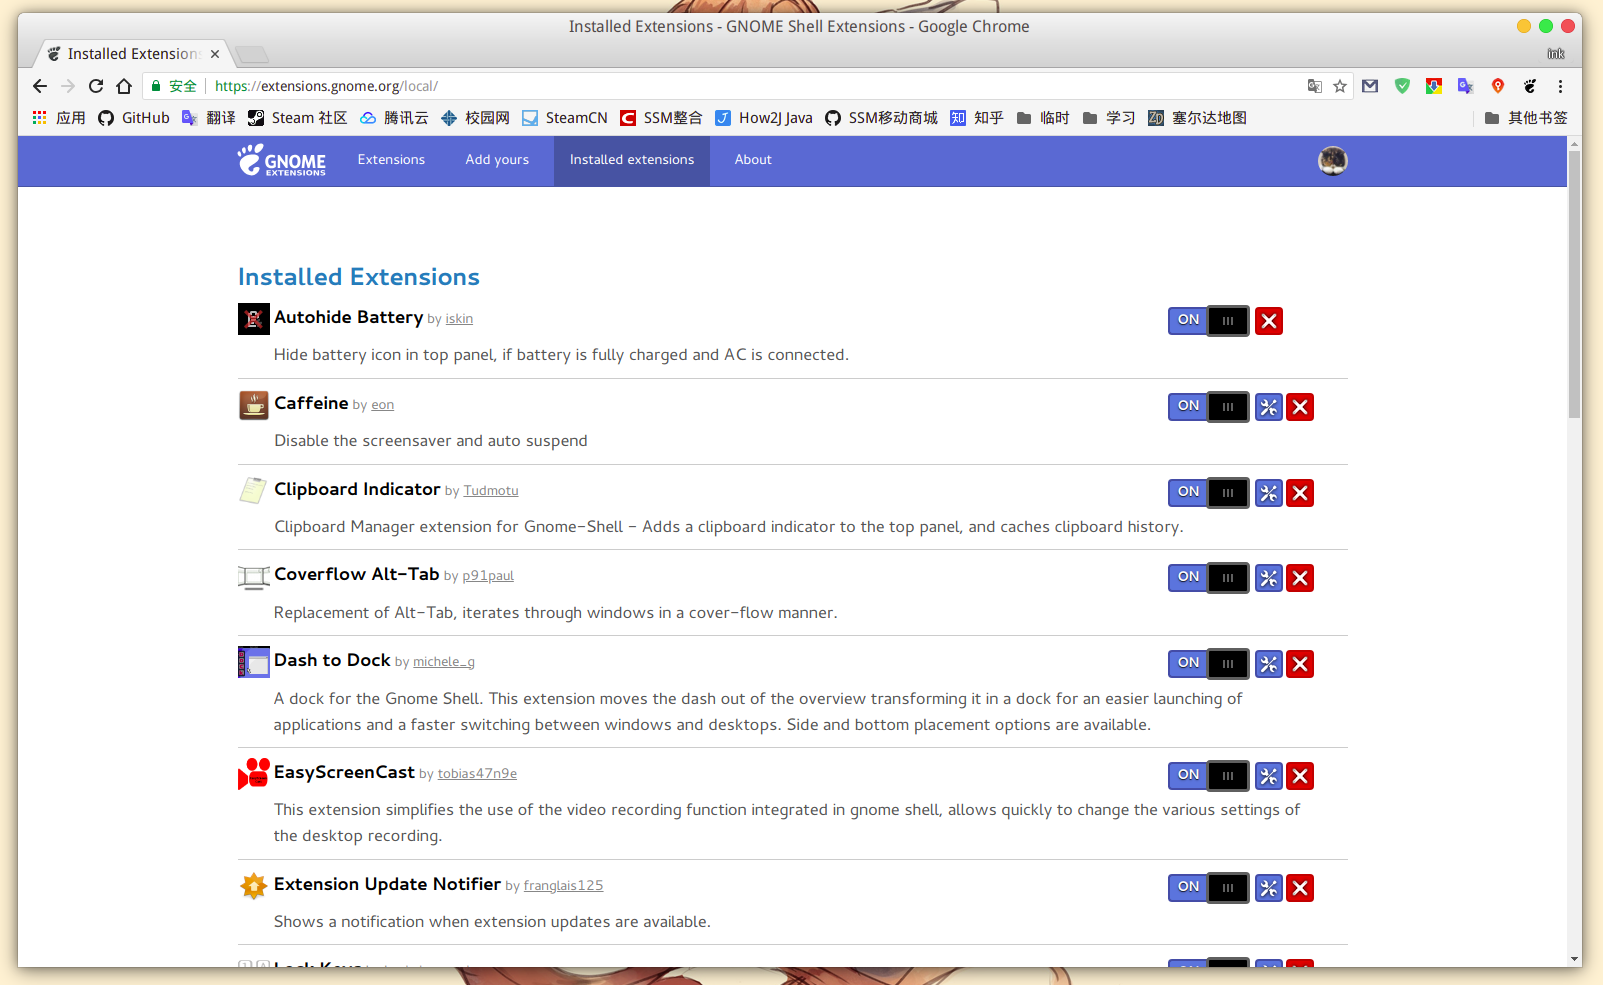 Installed Extensions - GNOME Shell Extensions - Google Chrome
Installed Extensions
ink
安全 https://extensions.gnome.org/local/
应用 GitHub 翻译 Steam 社区 腾讯云 校园网 SteamCN SSM整合 How2J Java SSM移动商城 知乎 临时 学习 塞尔达地图 其他书签
GNOME EXTENSIONS Extensions Add yours Installed extensions About
Installed Extensions
Autohide Battery by iskin ON
Hide battery icon in top panel, if battery is fully charged and AC is connected.
Caffeine by eon ON
Disable the screensaver and auto suspend
Clipboard Indicator by Tudmotu ON
Clipboard Manager extension for Gnome-Shell - Adds a clipboard indicator to the top panel, and caches clipboard history.
Coverflow Alt-Tab by p91paul ON
Replacement of Alt-Tab, iterates through windows in a cover-flow manner.
Dash to Dock by michele_g ON
A dock for the Gnome Shell. This extension moves the dash out of the overview transforming it in a dock for an easier launching of
applications and a faster switching between windows and desktops. Side and bottom placement options are available.
EasyScreenCast by tobias47n9e ON
This extension simplifies the use of the video recording function integrated in gnome shell, allows quickly to change the various settings of
the desktop recording.
Extension Update Notifier by franglais125 ON
Shows a notification when extension updates are available.
Lock Keys